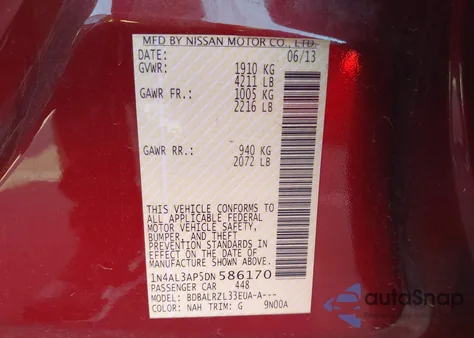 MFD BY NISSAN MOTOR CO., LTD.
DATE: 06/13
GVWR: 1910 KG
4211 LB
GAWR FR.: 1005 KG
2216 LB
GAWR RR.: 940 KG
2072 LB
THIS VEHICLE CONFORMS TO
ALL APPLICABLE FEDERAL
MOTOR VEHICLE SAFETY,
BUMPER, AND THEFT
PREVENTION STANDARDS IN
EFFECT ON THE DATE OF
MANUFACTURE SHOWN ABOVE.
1N4AL3AP5DN586170
PASSENGER CAR 448
MODEL: BDBALRZL33EUA-A---
COLOR: NAH TRIM: G 9N00A
autoSnap